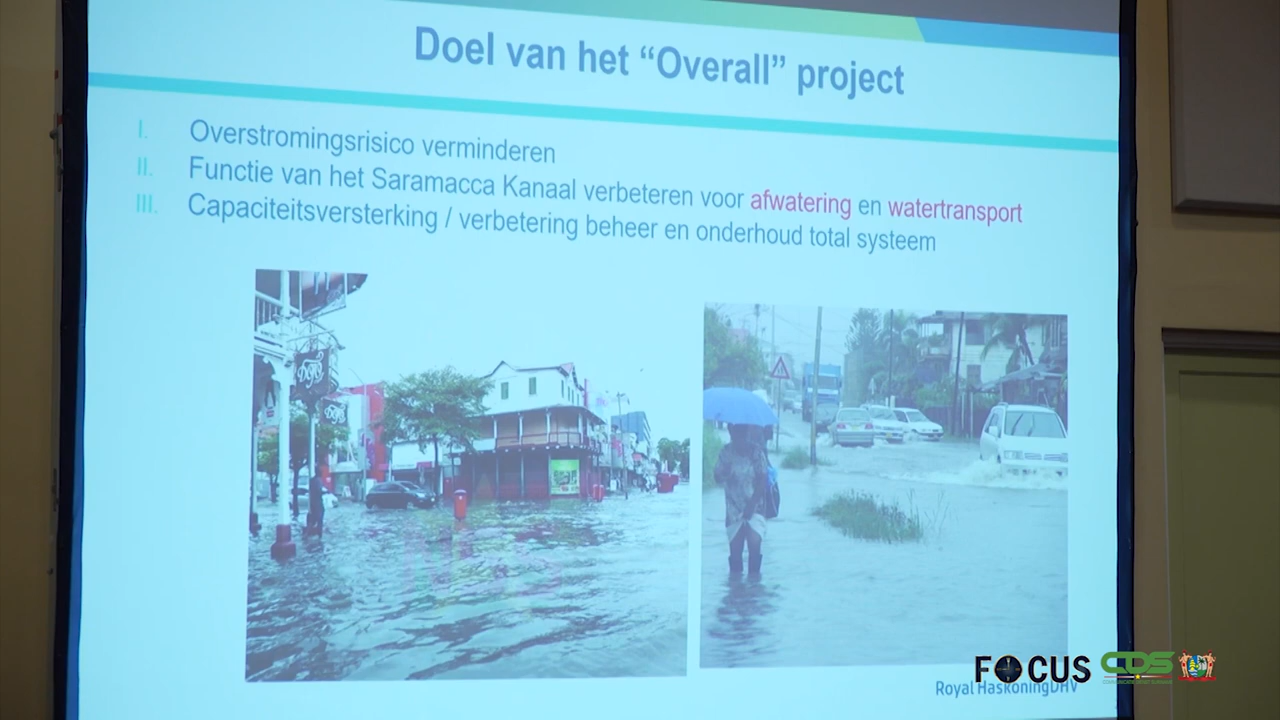 Doel van het “Overall” project
I. Overstromingsrisico verminderen
II. Functie van het Saramacca Kanaal verbeteren voor afwatering en watertransport
III. Capaciteitsversterking / verbetering beheer en onderhoud total systeem
FOCUS CDS
Royal HaskoningDHV